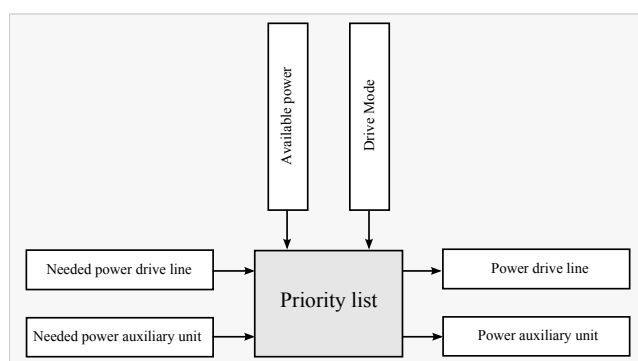 Available power
Drive Mode
Needed power drive line
Priority list
Power drive line
Needed power auxiliary unit
Power auxiliary unit